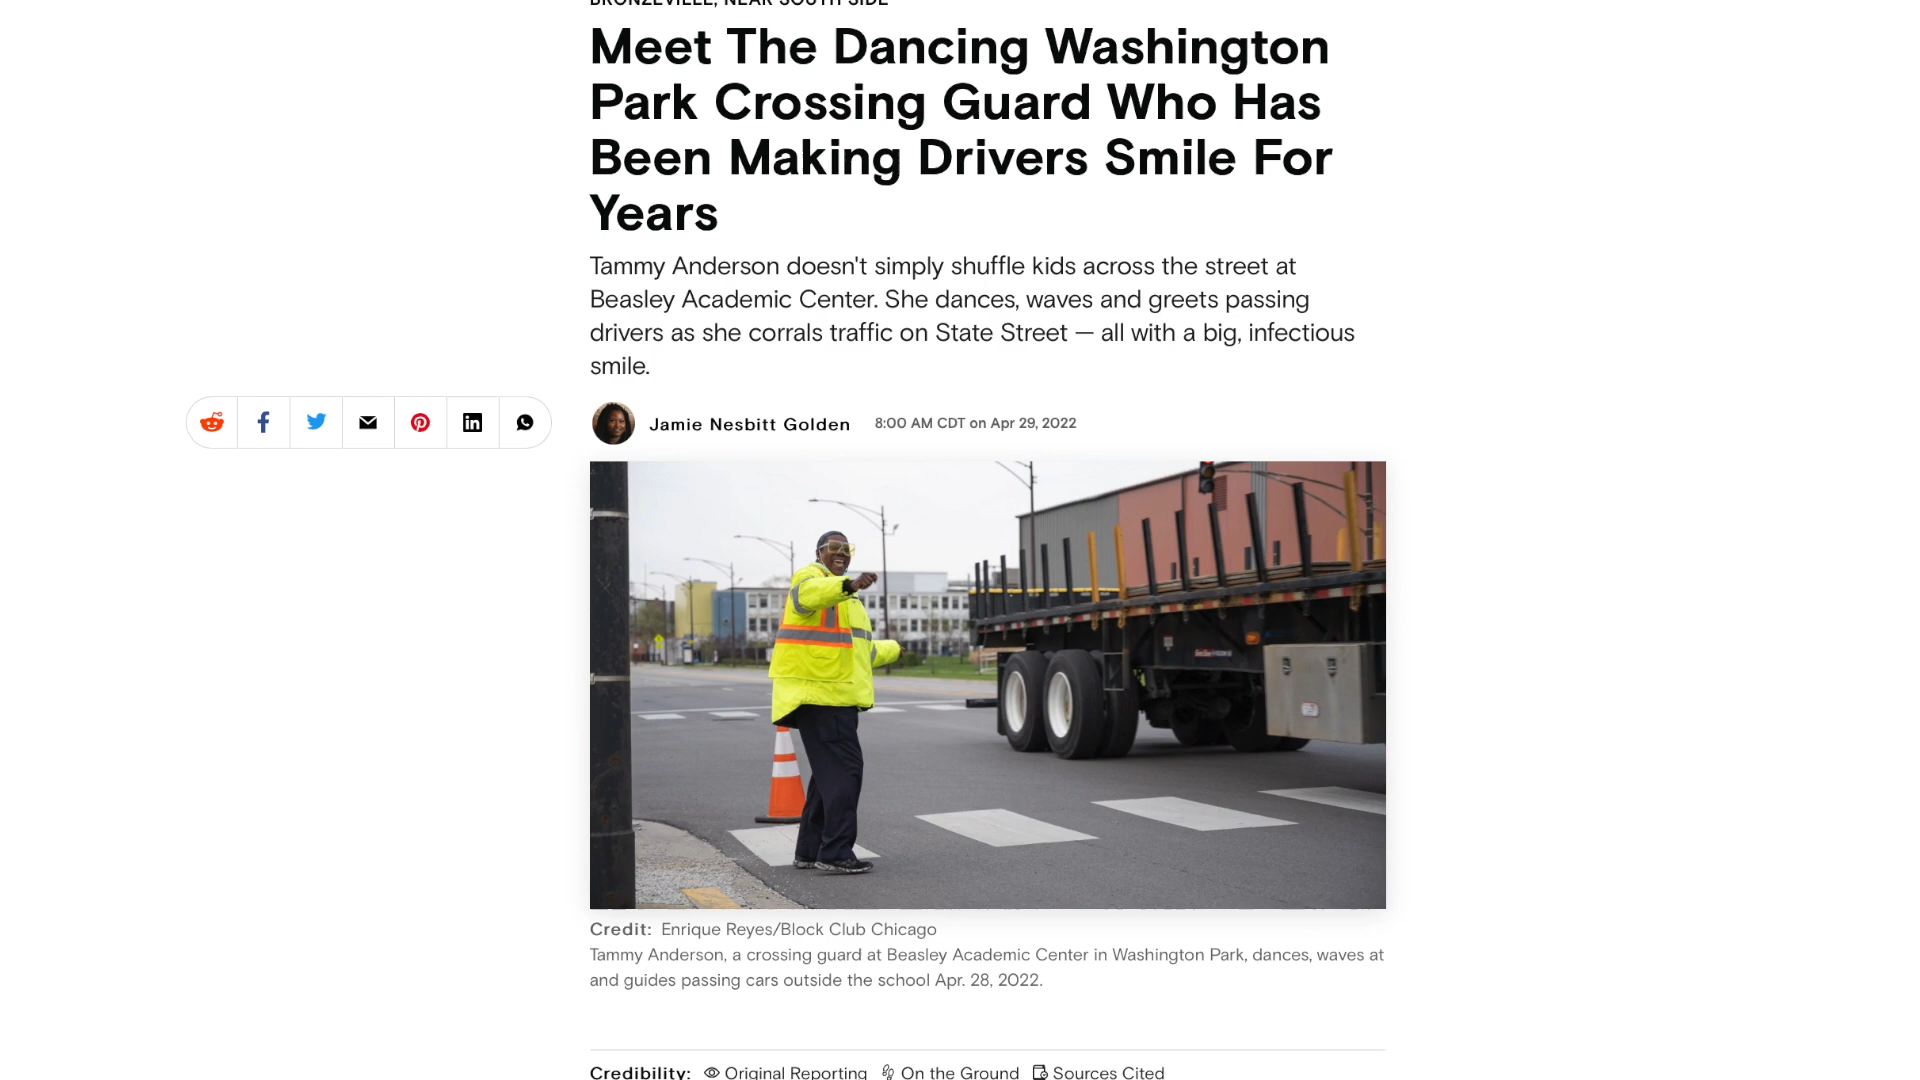 BRONZEVILLE, NEAR SOUTH SIDE
Meet The Dancing Washington
Park Crossing Guard Who Has
Been Making Drivers Smile For
Years
Tammy Anderson doesn't simply shuffle kids across the street at
Beasley Academic Center. She dances, waves and greets passing
drivers as she corrals traffic on State Street — all with a big, infectious
smile.
Jamie Nesbitt Golden 8:00 AM CDT on Apr 29, 2022
Credit: Enrique Reyes/Block Club Chicago
Tammy Anderson, a crossing guard at Beasley Academic Center in Washington Park, dances, waves at
and guides passing cars outside the school Apr. 28, 2022.
Credibility: Original Reporting On the Ground Sources Cited